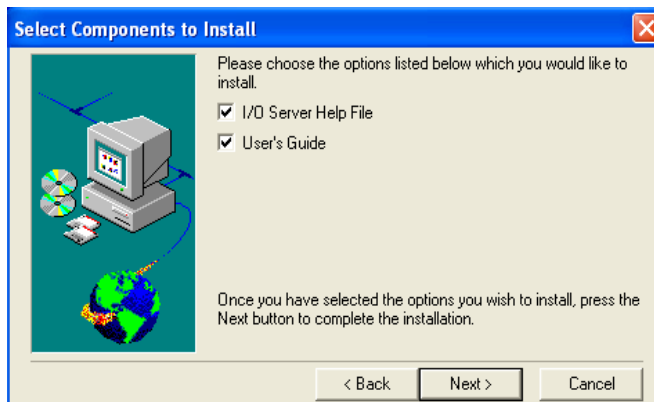 Select Components to Install
Please choose the options listed below which you would like to
install.
I/O Server Help File
User's Guide
Once you have selected the options you wish to install, press the
Next button to complete the installation.
< Back
Next >
Cancel